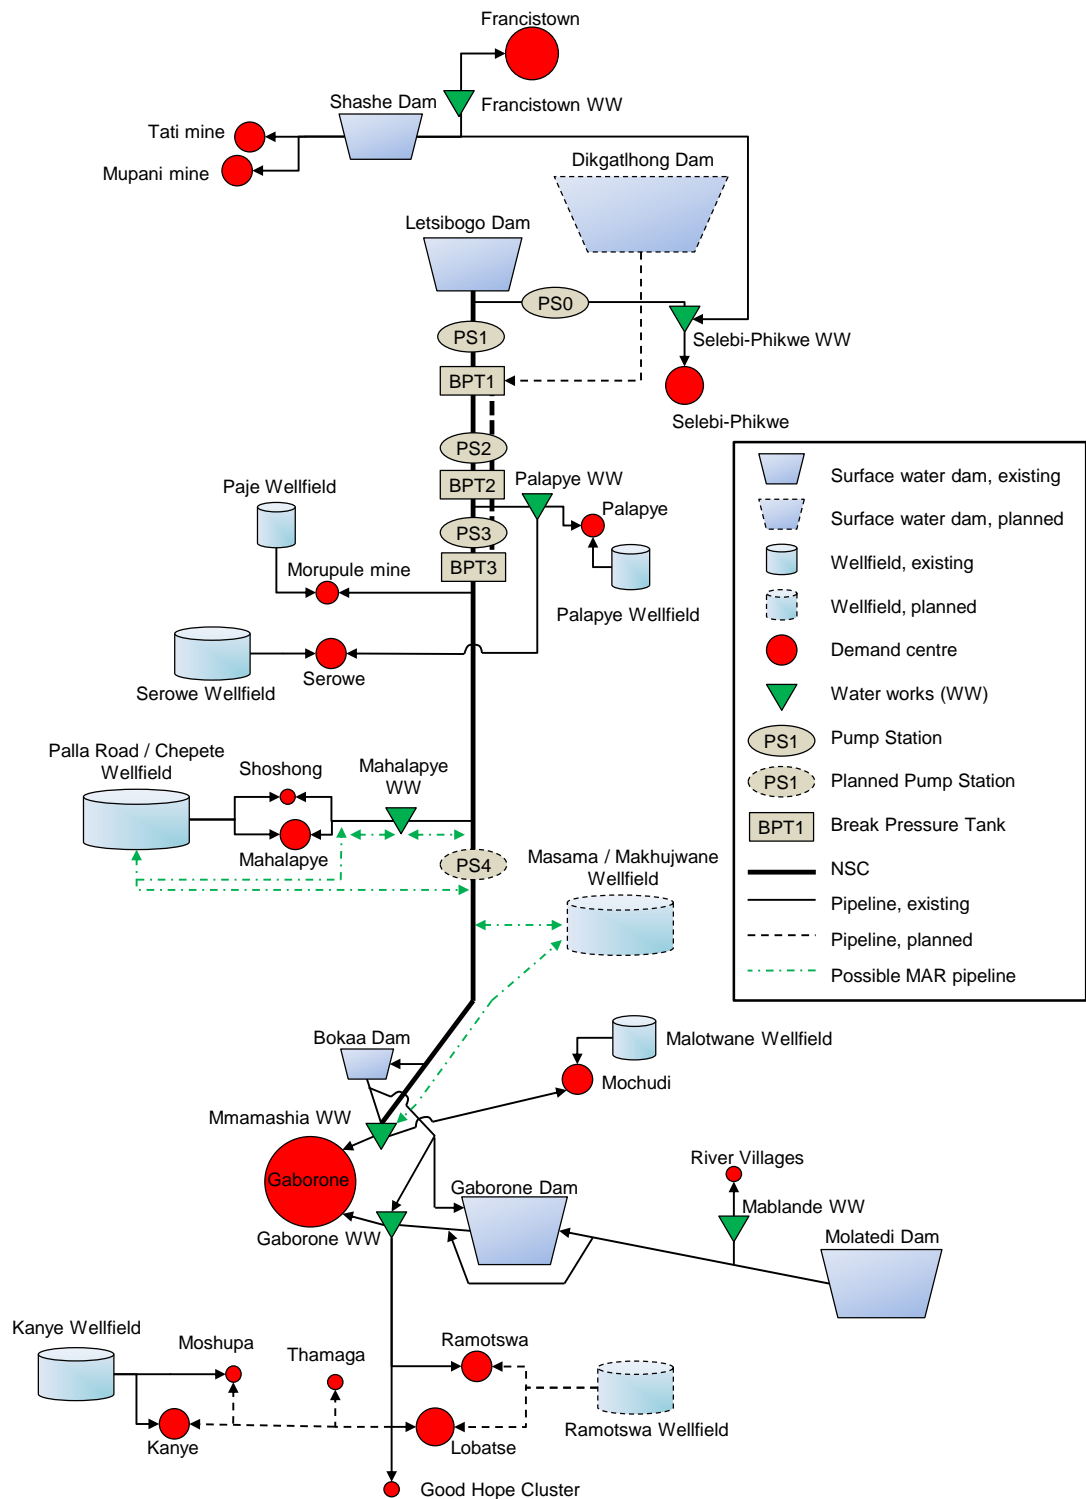 Francistown
Shashe Dam
Francistown WW
Tati mine
Mupani mine
Dikgatlhong Dam
Letsibogo Dam
PS0
PS1
Selebi-Phikwe WW
BPT1
Selebi-Phikwe
PS2
BPT2
Palapye WW
Paje Wellfield
Palapye
PS3
BPT3
Morupule mine
Palapye Wellfield
Serowe
Serowe Wellfield
Palla Road / Chepete
Wellfield
Shoshong
Mahalapye
WW
Mahalapye
PS4
Masama / Makhujwane
Wellfield
Surface water dam, existing
Surface water dam, planned
Wellfield, existing
Wellfield, planned
Demand centre
Water works (WW)
PS1
Pump Station
PS1
Planned Pump Station
BPT1
Break Pressure Tank
NSC
Pipeline, existing
Pipeline, planned
Possible MAR pipeline
Bokaa Dam
Malotwane Wellfield
Mochudi
Mmamashia WW
Gaborone
River Villages
Gaborone Dam
Mablande WW
Gaborone WW
Molatedi Dam
Kanye Wellfield
Moshupa
Thamaga
Ramotswa
Kanye
Lobatse
Ramotswa Wellfield
Good Hope Cluster